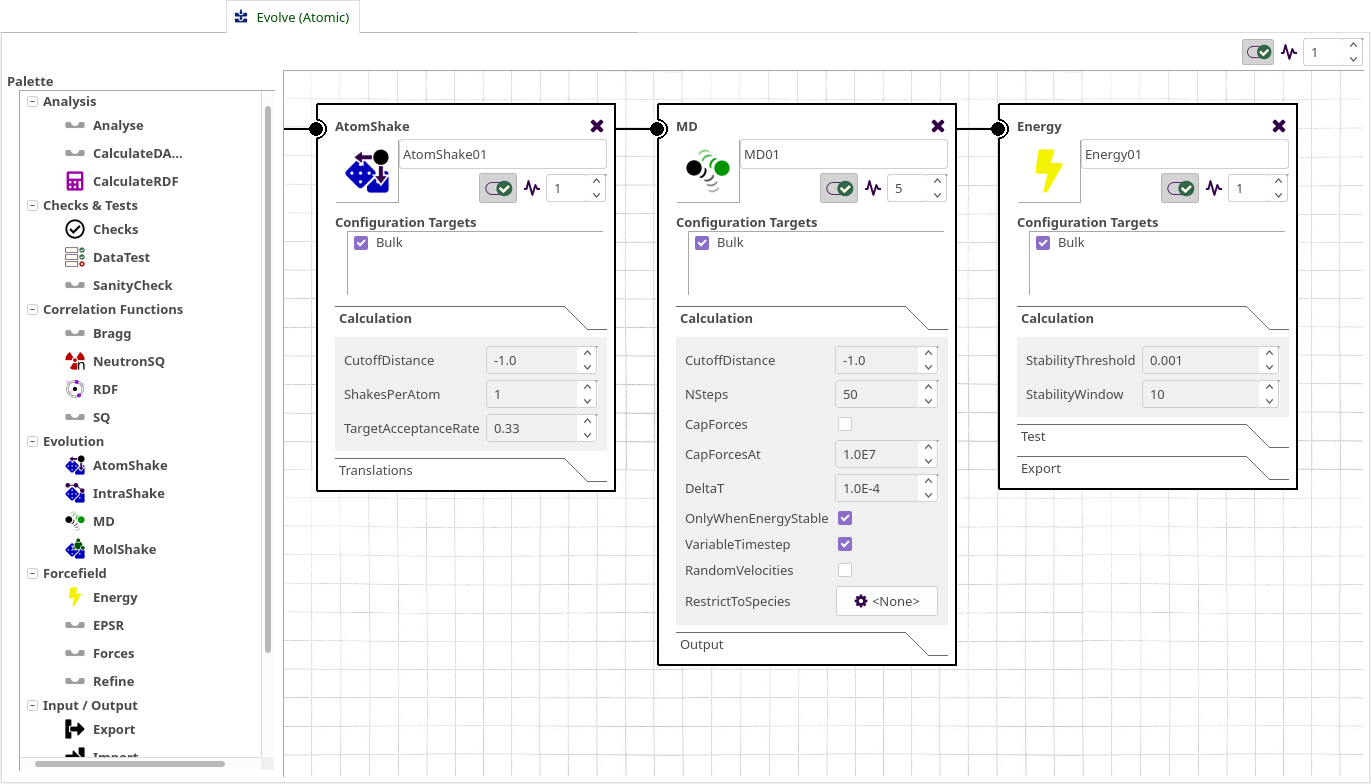 Evolve (Atomic)
1
Palette
Analysis
Analyse
CalculateDA...
CalculateRDF
Checks & Tests
Checks
DataTest
SanityCheck
Correlation Functions
Bragg
NeutronSQ
RDF
SQ
Evolution
AtomShake
IntraShake
MD
MolShake
Forcefield
Energy
EPSR
Forces
Refine
Input / Output
Export
Import
AtomShake
AtomShake01
1
Configuration Targets
Bulk
Calculation
CutoffDistance -1.0
ShakesPerAtom 1
TargetAcceptanceRate 0.33
Translations
MD
MD01
5
Configuration Targets
Bulk
Calculation
CutoffDistance -1.0
NSteps 50
CapForces
CapForcesAt 1.0E7
DeltaT 1.0E-4
OnlyWhenEnergyStable
VariableTimestep
RandomVelocities
RestrictToSpecies <None>
Output
Energy
Energy01
1
Configuration Targets
Bulk
Calculation
StabilityThreshold 0.001
StabilityWindow 10
Test
Export